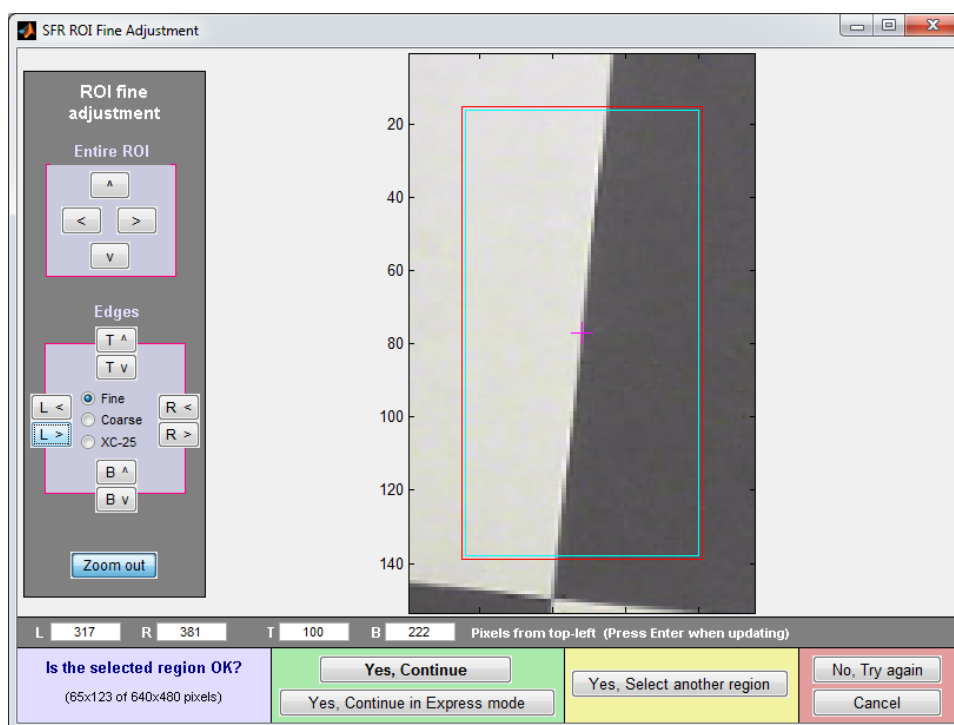 SFR ROI Fine Adjustment
ROI fine
adjustment
Entire ROI
^
< >
v
Edges
T ^
T v
L <
L >
Fine
Coarse
XC-25
R <
R >
B ^
B v
Zoom out
20
40
60
80
100
120
140
L 317 R 381 T 100 B 222 Pixels from top-left (Press Enter when updating)
Is the selected region OK?
(65x123 of 640x480 pixels)
Yes, Continue
Yes, Continue in Express mode
Yes, Select another region
No, Try again
Cancel